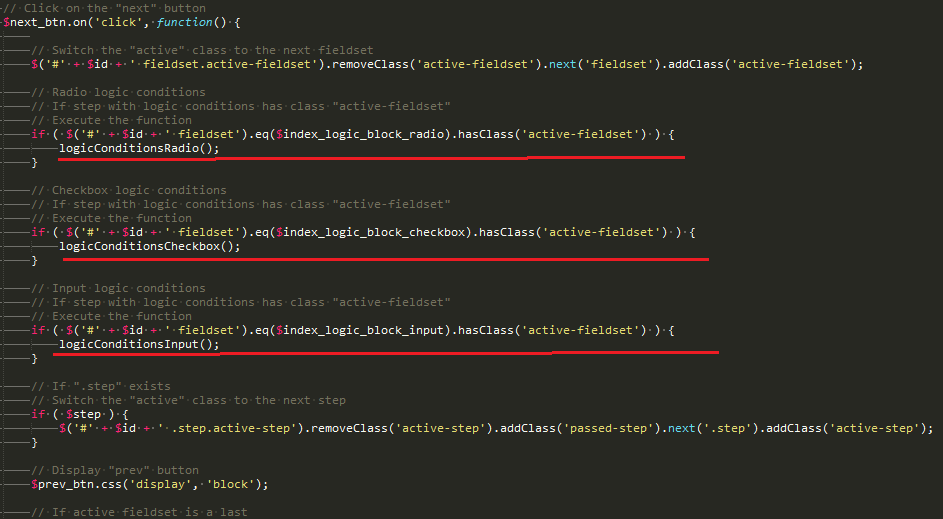 // Click on the "next" button
$next_btn.on('click', function() {
// Switch the "active" class to the next fieldset
$('#' + $id + ' fieldset.active-fieldset').removeClass('active-fieldset').next('fieldset').addClass('active-fieldset');
// Radio logic conditions
// If step with logic conditions has class "active-fieldset"
// Execute the function
if ( $('#' + $id + ' fieldset').eq($index_logic_block_radio).hasClass('active-fieldset') ) {
logicConditionsRadio();
}
// Checkbox logic conditions
// If step with logic conditions has class "active-fieldset"
// Execute the function
if ( $('#' + $id + ' fieldset').eq($index_logic_block_checkbox).hasClass('active-fieldset') ) {
logicConditionsCheckbox();
}
// Input logic conditions
// If step with logic conditions has class "active-fieldset"
// Execute the function
if ( $('#' + $id + ' fieldset').eq($index_logic_block_input).hasClass('active-fieldset') ) {
logicConditionsInput();
}
// If ".step" exists
// Switch the "active" class to the next step
if ( $step ) {
$('#' + $id + ' .step.active-step').removeClass('active-step').addClass('passed-step').next('.step').addClass('active-step');
}
// Display "prev" button
$prev_btn.css('display', 'block');
// If active fieldset is a last